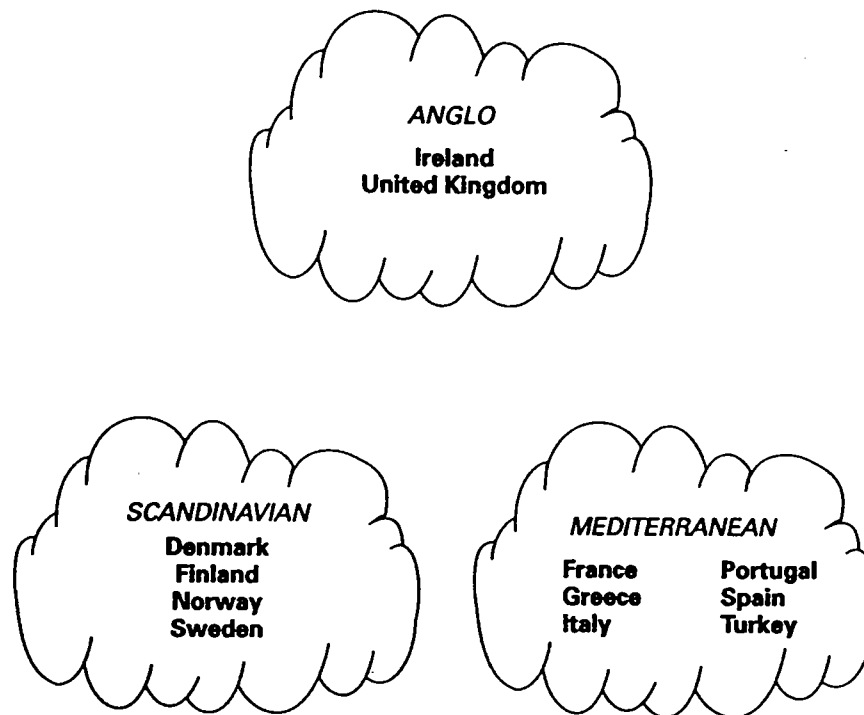 ANGLO
Ireland
United Kingdom
SCANDINAVIAN
Denmark
Finland
Norway
Sweden
MEDITERRANEAN
France Portugal
Greece Spain
Italy Turkey